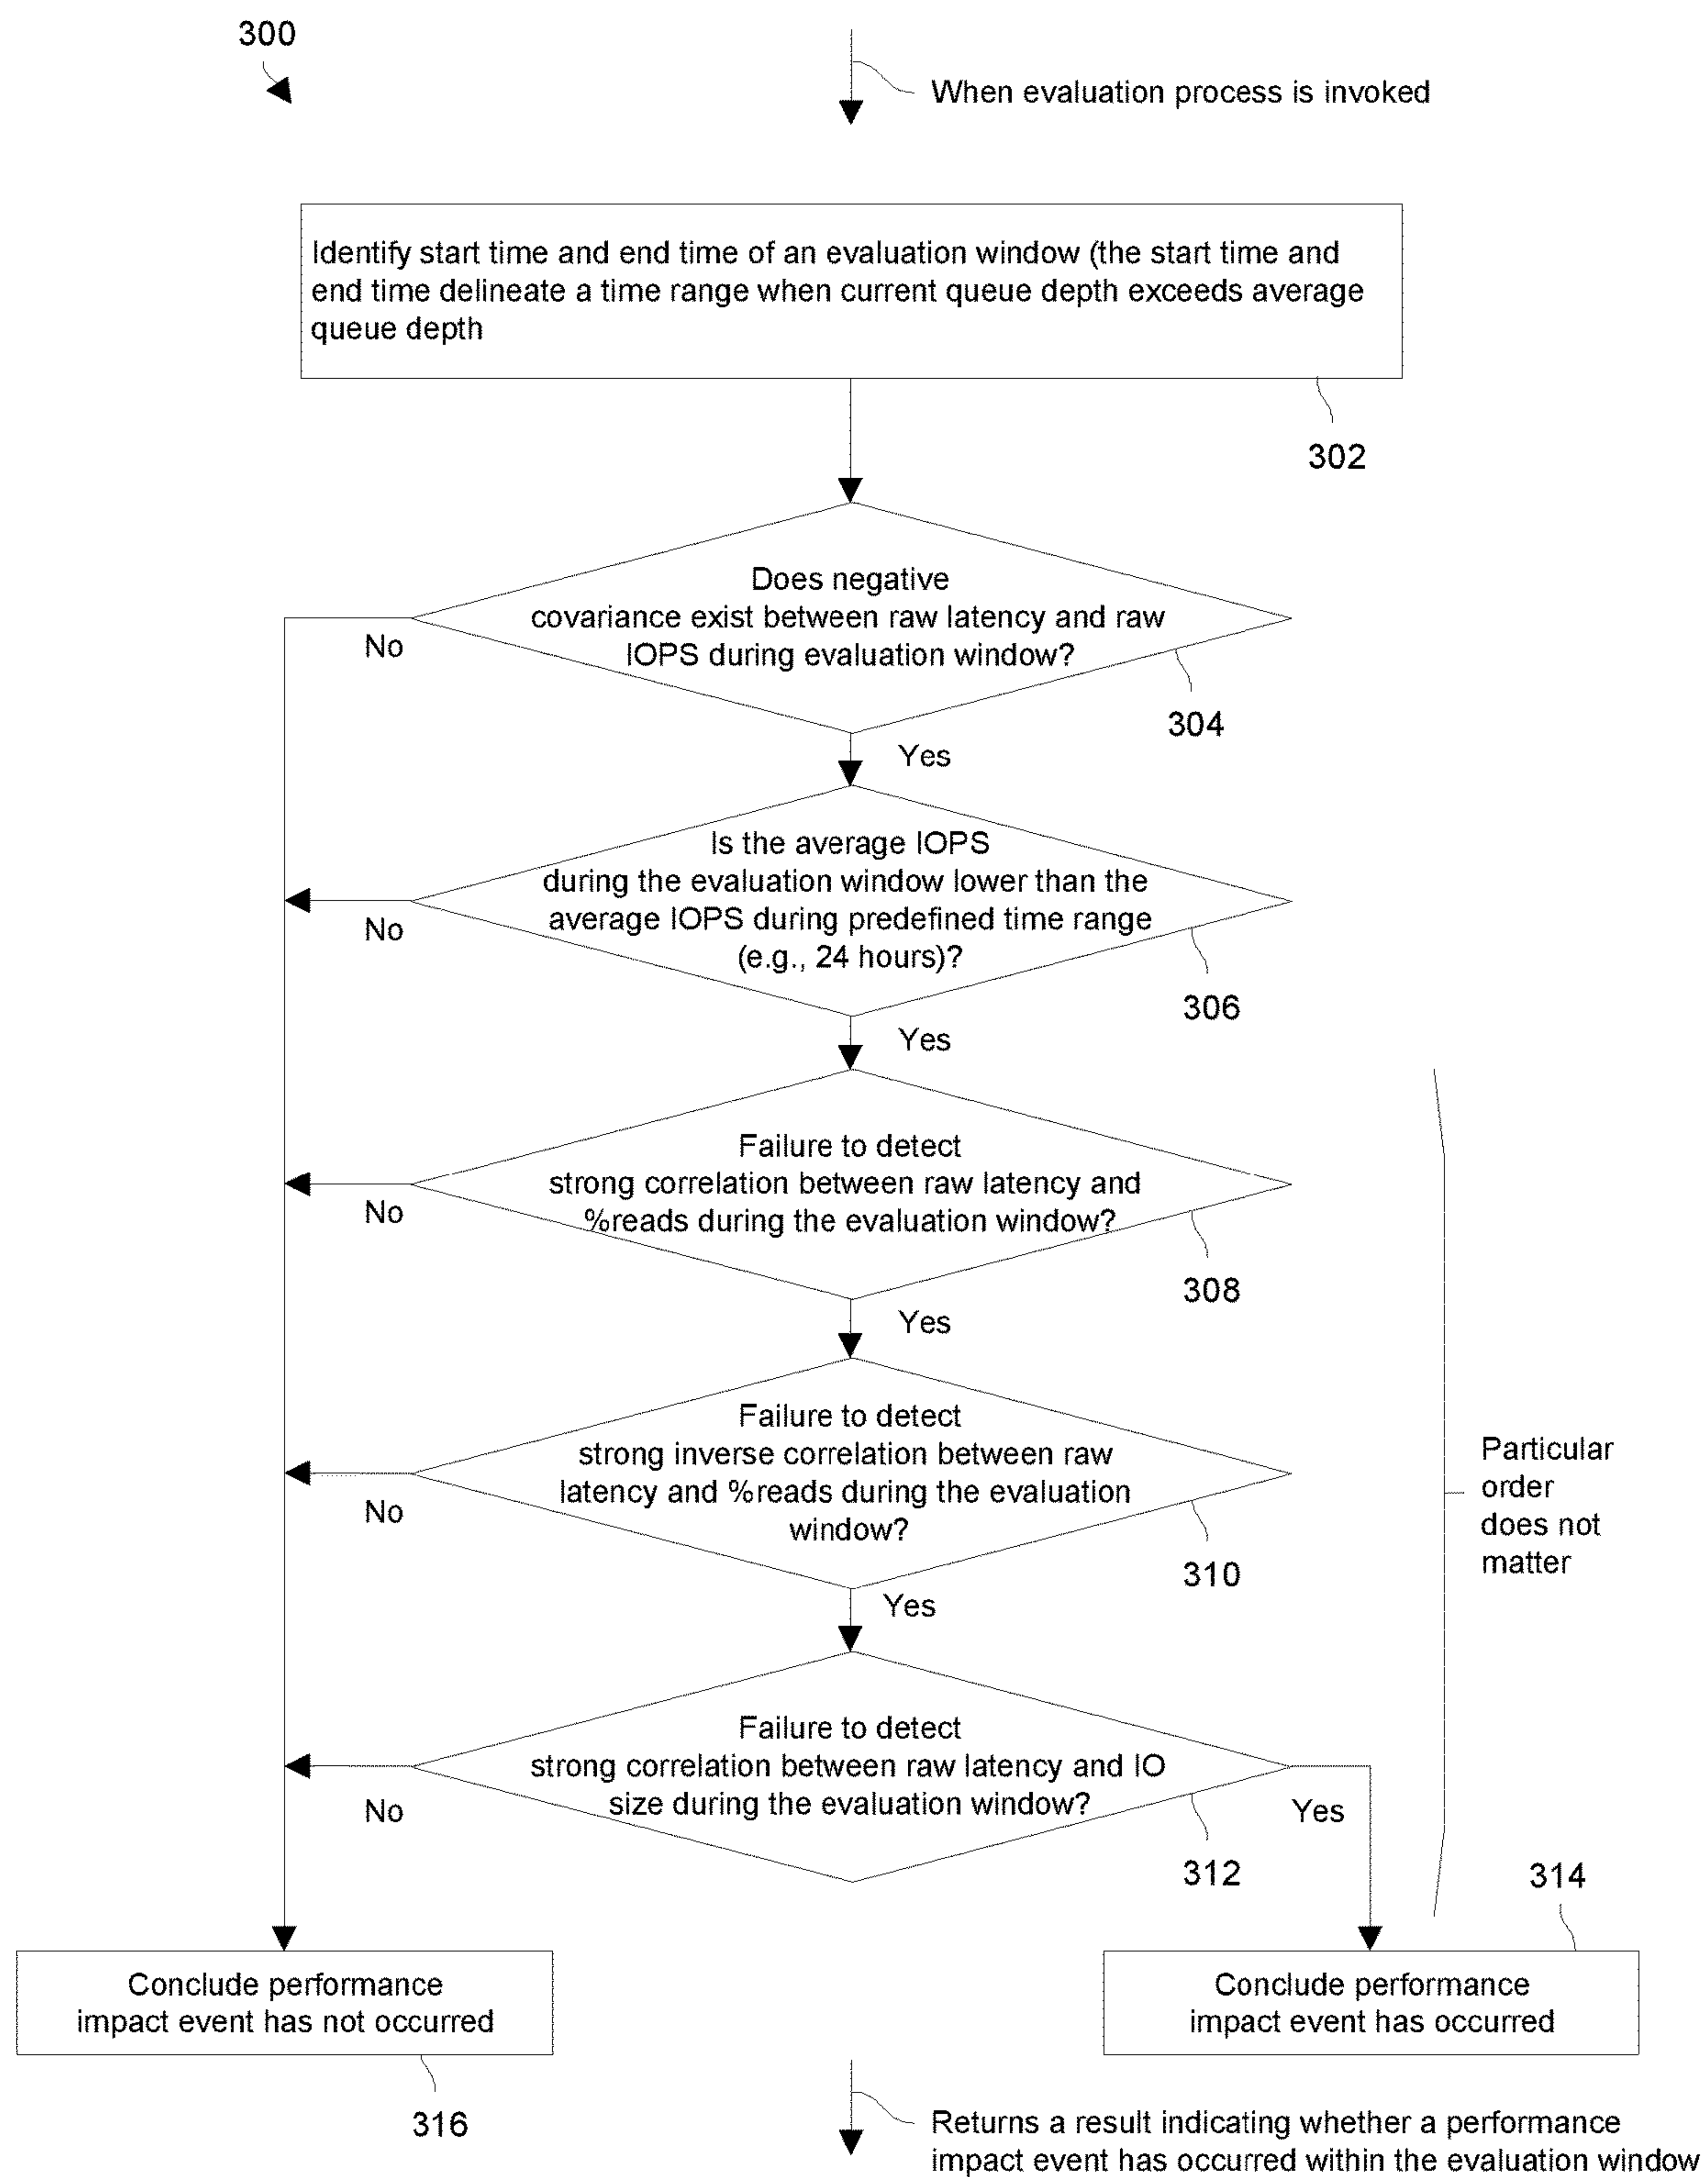 300
When evaluation process is invoked
Identify start time and end time of an evaluation window (the start time and
end time delineate a time range when current queue depth exceeds average
queue depth
302
Does negative
covariance exist between raw latency and raw
IOPS during evaluation window?
No
304
Yes
Is the average IOPS
during the evaluation window lower than the
average IOPS during predefined time range
(e.g., 24 hours)?
No
306
Yes
Failure to detect
strong correlation between raw latency and
%reads during the evaluation window?
No
308
Yes
Failure to detect
strong inverse correlation between raw
latency and %reads during the evaluation
window?
No
310
Particular
order
does not
matter
Yes
Failure to detect
strong correlation between raw latency and IO
size during the evaluation window?
No
Yes
312
314
Conclude performance
impact event has not occurred
316
Conclude performance
impact event has occurred
Returns a result indicating whether a performance
impact event has occurred within the evaluation window